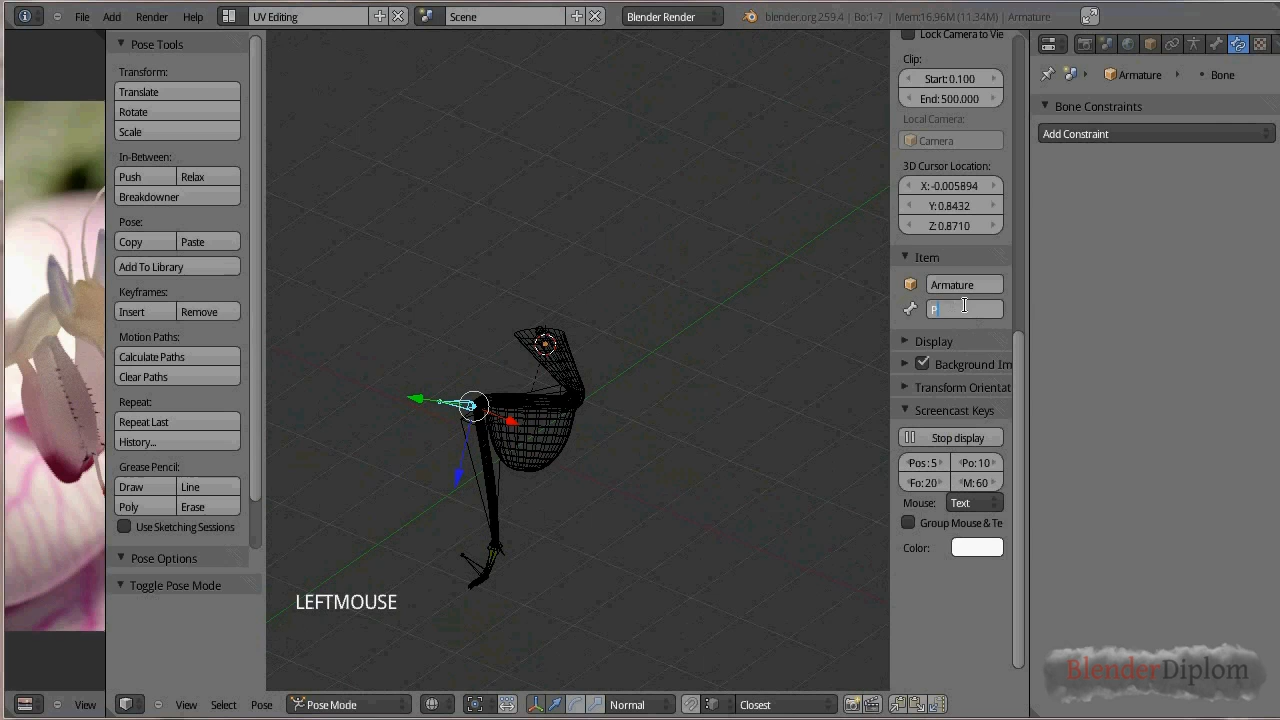 File Add Render Help UV Editing Scene Blender Render blender.org 259.4 | Bo:1-7 | Mem:16.96M (11.34M) | Armature
Pose Tools
Transform:
Translate
Rotate
Scale
In-Between:
Push Relax
Breakdowner
Pose:
Copy Paste
Add To Library
Keyframes:
Insert Remove
Motion Paths:
Calculate Paths
Clear Paths
Repeat:
Repeat Last
History...
Grease Pencil:
Draw Line
Poly Erase
Use Sketching Sessions
Pose Options
Toggle Pose Mode
LEFTMOUSE
Lock Camera to Vie
Clip:
Start: 0.100
End: 500.000
Local Camera:
Camera
3D Cursor Location:
X: -0.005894
Y: 0.8432
Z: 0.8710
Item
Armature
P
Display
Background Im
Transform Orientat
Screencast Keys
Stop display
Pos: 5 Po: 10
Fo: 20 M: 60
Mouse: Text
Group Mouse & Te
Color:
Armature Bone
Bone Constraints
Add Constraint
BlenderDiplom
View View Select Pose Pose Mode Normal Closest